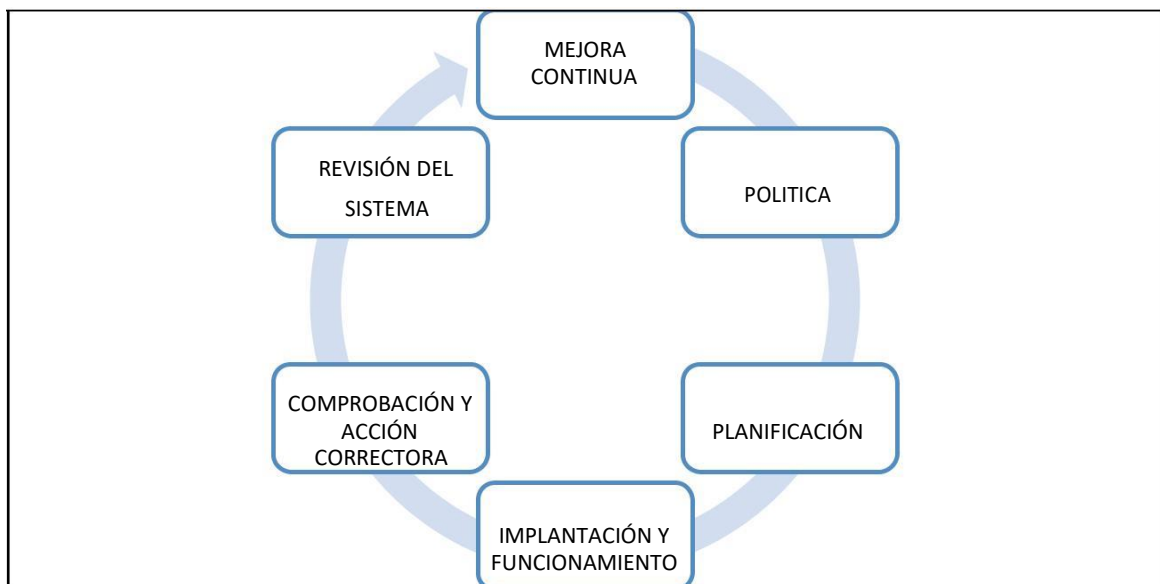 MEJORA
CONTINUA
POLITICA
PLANIFICACIÓN
IMPLANTACIÓN Y
FUNCIONAMIENTO
COMPROBACIÓN Y
ACCIÓN
CORRECTORA
REVISIÓN DEL
SISTEMA